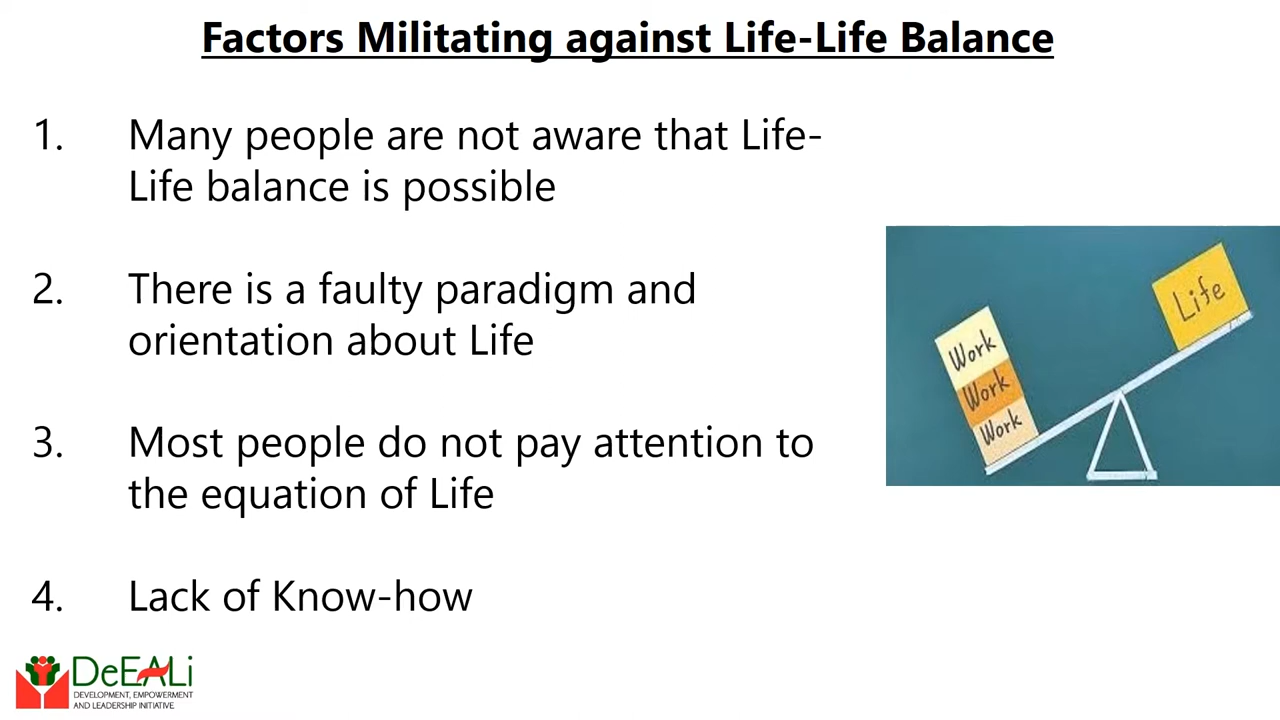 Factors Militating against Life-Life Balance
1. Many people are not aware that Life-
Life balance is possible
2. There is a faulty paradigm and
orientation about Life
3. Most people do not pay attention to
the equation of Life
4. Lack of Know-how
Life
Work
Work
Work
DeEALi
DEVELOPMENT, EMPOWERMENT
AND LEADERSHIP INITIATIVE